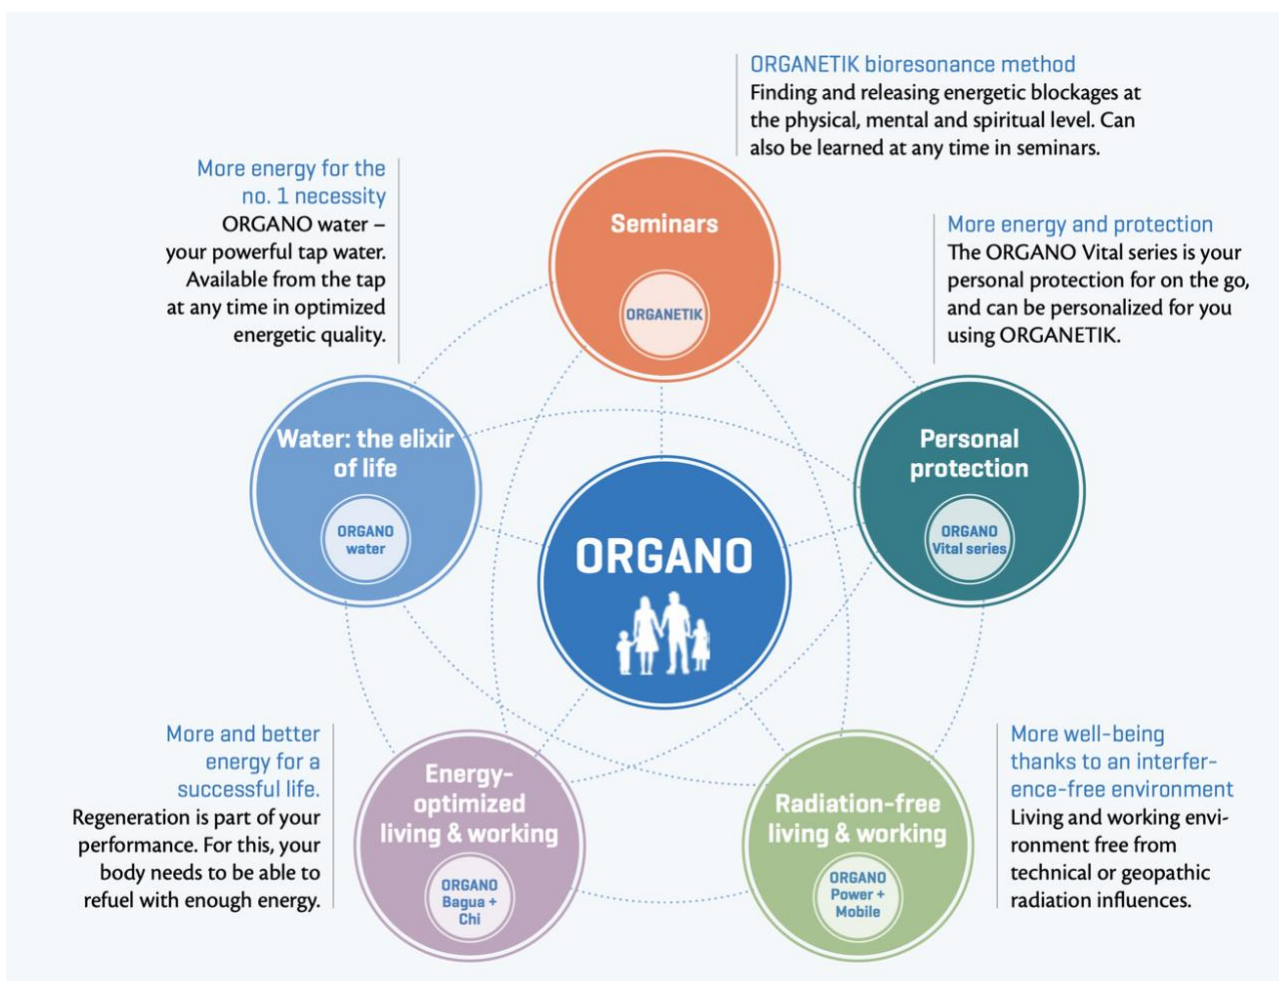 ORGANETIK bioresonance method
Finding and releasing energetic blockages at
the physical, mental and spiritual level. Can
also be learned at any time in seminars.
More energy for the
no. 1 necessity
ORGANO water –
your powerful tap water.
Available from the tap
at any time in optimized
energetic quality.
Seminars
ORGANETIK
More energy and protection
The ORGANO Vital series is your
personal protection for on the go,
and can be personalized for you
using ORGANETIK.
Water: the elixir
of life
ORGANO
water
Personal
protection
ORGANO
Vital series
ORGANO
More and better
energy for a
successful life.
Regeneration is part of your
performance. For this, your
body needs to be able to
refuel with enough energy.
Energy-
optimized
living & working
ORGANO
Bagua +
Chi
Radiation-free
living & working
ORGANO
Power +
Mobile
More well-being
thanks to an interfer-
ence-free environment
Living and working envi-
ronment free from
technical or geopathic
radiation influences.